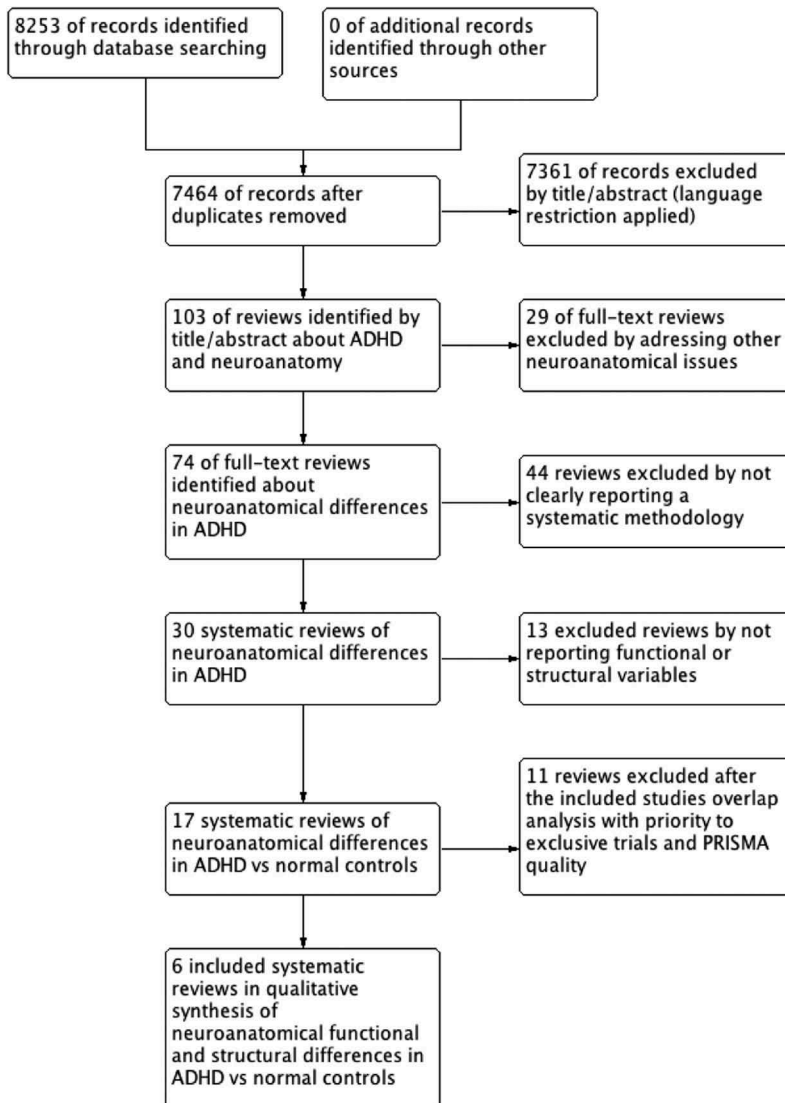 8253 of records identified
through database searching
0 of additional records
identified through other
sources
7464 of records after
duplicates removed
7361 of records excluded
by title/abstract (language
restriction applied)
103 of reviews identified by
title/abstract about ADHD
and neuroanatomy
29 of full-text reviews
excluded by adressing other
neuroanatomical issues
74 of full-text reviews
identified about
neuroanatomical differences
in ADHD
44 reviews excluded by not
clearly reporting a
systematic methodology
30 systematic reviews of
neuroanatomical differences
in ADHD
13 excluded reviews by not
reporting functional or
structural variables
17 systematic reviews of
neuroanatomical differences
in ADHD vs normal controls
11 reviews excluded after
the included studies overlap
analysis with priority to
exclusive trials and PRISMA
quality
6 included systematic
reviews in qualitative
synthesis of
neuroanatomical functional
and structural differences in
ADHD vs normal controls